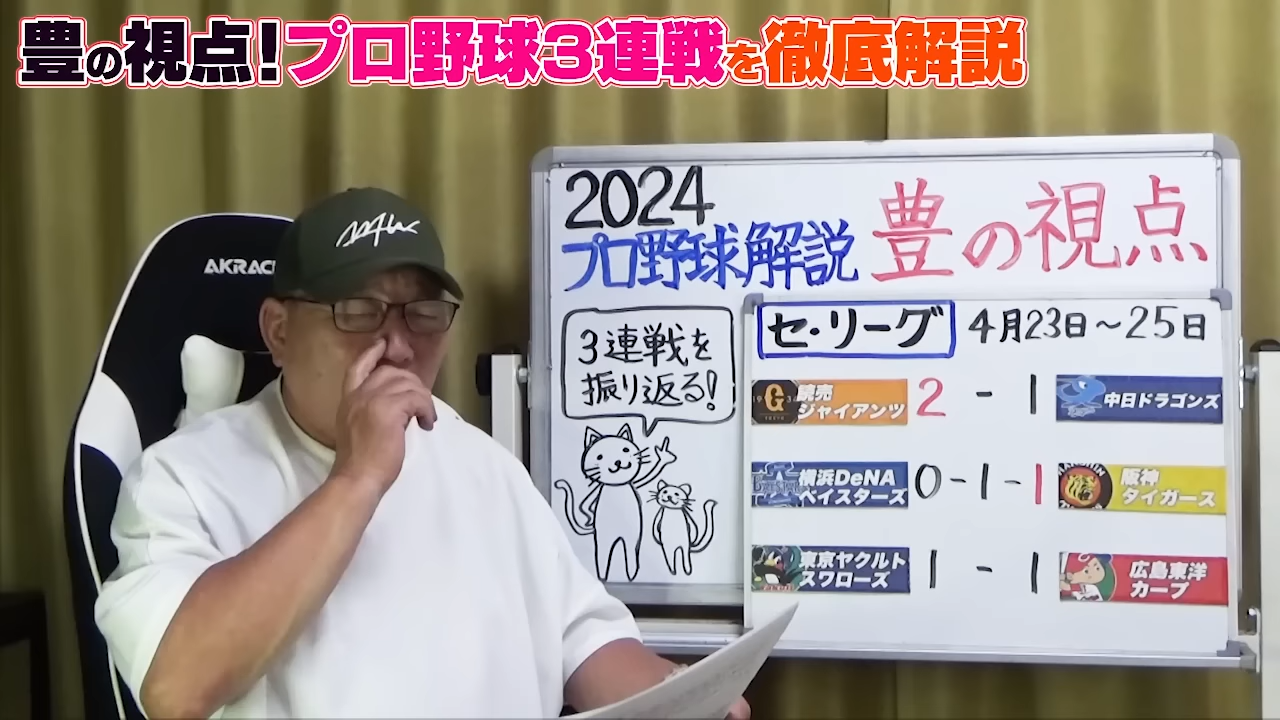 豊の視点!プロ野球3連戦を徹底解説
AKRAC
2024
プロ野球解説 豊の視点
3連戦を
振り返る!
セ・リーグ 4月23日～25日
読売
ジャイアンツ 2 - 1 中日ドラゴンズ
横浜DeNA
ベイスターズ 0-1-1 阪神
タイガース
東京ヤクルト
スワローズ 1 - 1 広島東洋
カープ